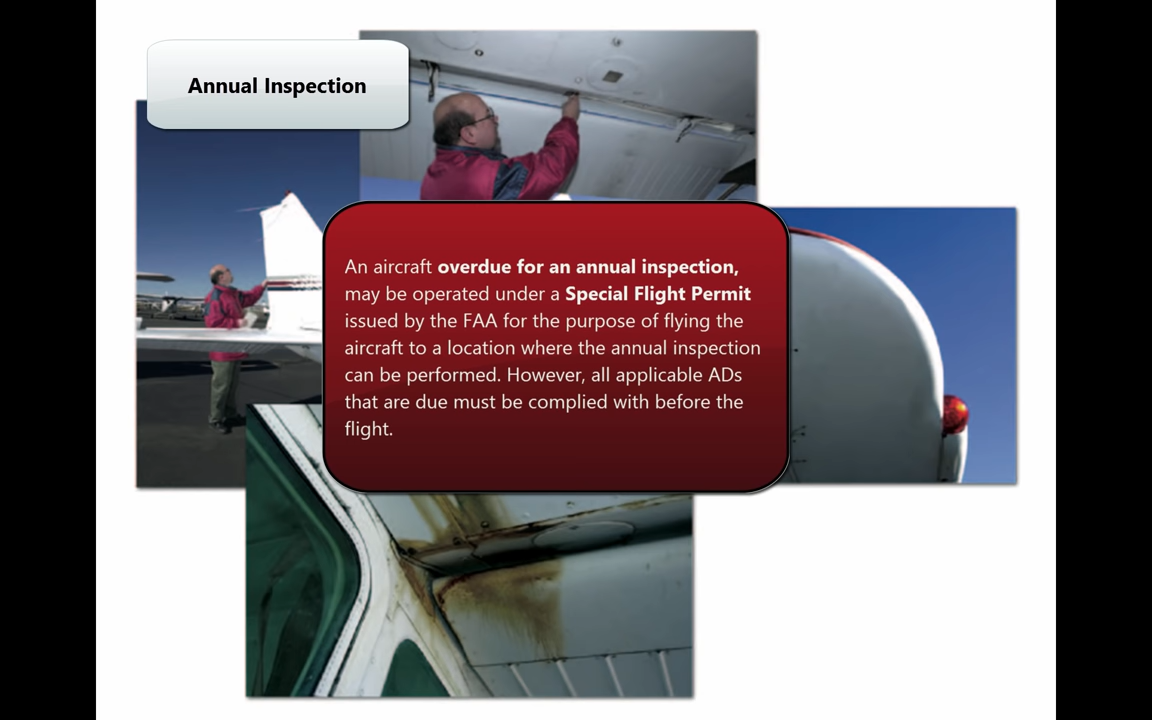 Annual Inspection
An aircraft overdue for an annual inspection,
may be operated under a Special Flight Permit
issued by the FAA for the purpose of flying the
aircraft to a location where the annual inspection
can be performed. However, all applicable ADs
that are due must be complied with before the
flight.